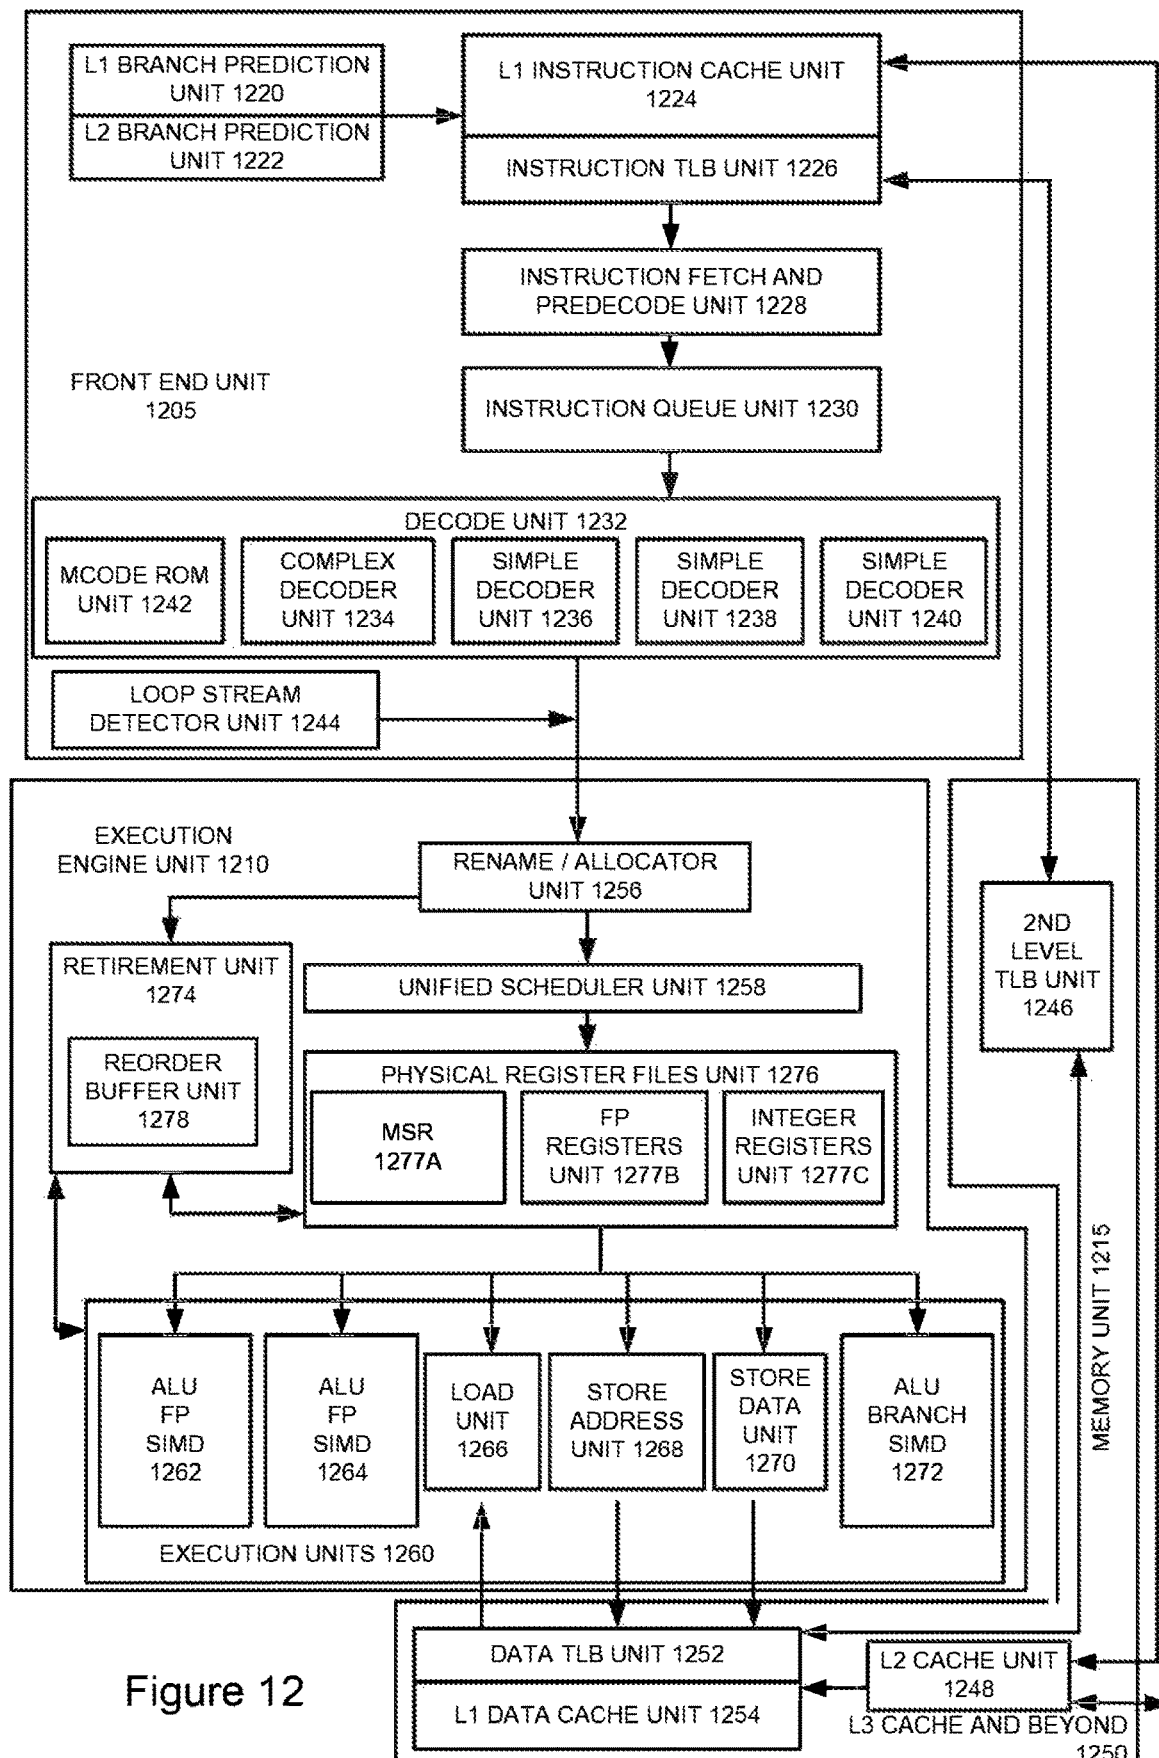 L1 BRANCH PREDICTION
UNIT 1220
L2 BRANCH PREDICTION
UNIT 1222
L1 INSTRUCTION CACHE UNIT
1224
INSTRUCTION TLB UNIT 1226
INSTRUCTION FETCH AND
PREDECODE UNIT 1228
FRONT END UNIT
1205
INSTRUCTION QUEUE UNIT 1230
DECODE UNIT 1232
MCODE ROM
UNIT 1242
COMPLEX
DECODER
UNIT 1234
SIMPLE
DECODER
UNIT 1236
SIMPLE
DECODER
UNIT 1238
SIMPLE
DECODER
UNIT 1240
LOOP STREAM
DETECTOR UNIT 1244
EXECUTION
ENGINE UNIT 1210
RENAME / ALLOCATOR
UNIT 1256
2ND
LEVEL
TLB UNIT
1246
RETIREMENT UNIT
1274
UNIFIED SCHEDULER UNIT 1258
REORDER
BUFFER UNIT
1278
PHYSICAL REGISTER FILES UNIT 1276
MSR
1277A
FP
REGISTERS
UNIT 1277B
INTEGER
REGISTERS
UNIT 1277C
MEMORY UNIT 1215
ALU
FP
SIMD
1262
ALU
FP
SIMD
1264
LOAD
UNIT
1266
STORE
ADDRESS
UNIT 1268
STORE
DATA
UNIT
1270
ALU
BRANCH
SIMD
1272
EXECUTION UNITS 1260
DATA TLB UNIT 1252
L1 DATA CACHE UNIT 1254
L2 CACHE UNIT
1248
L3 CACHE AND BEYOND
1250
Figure 12